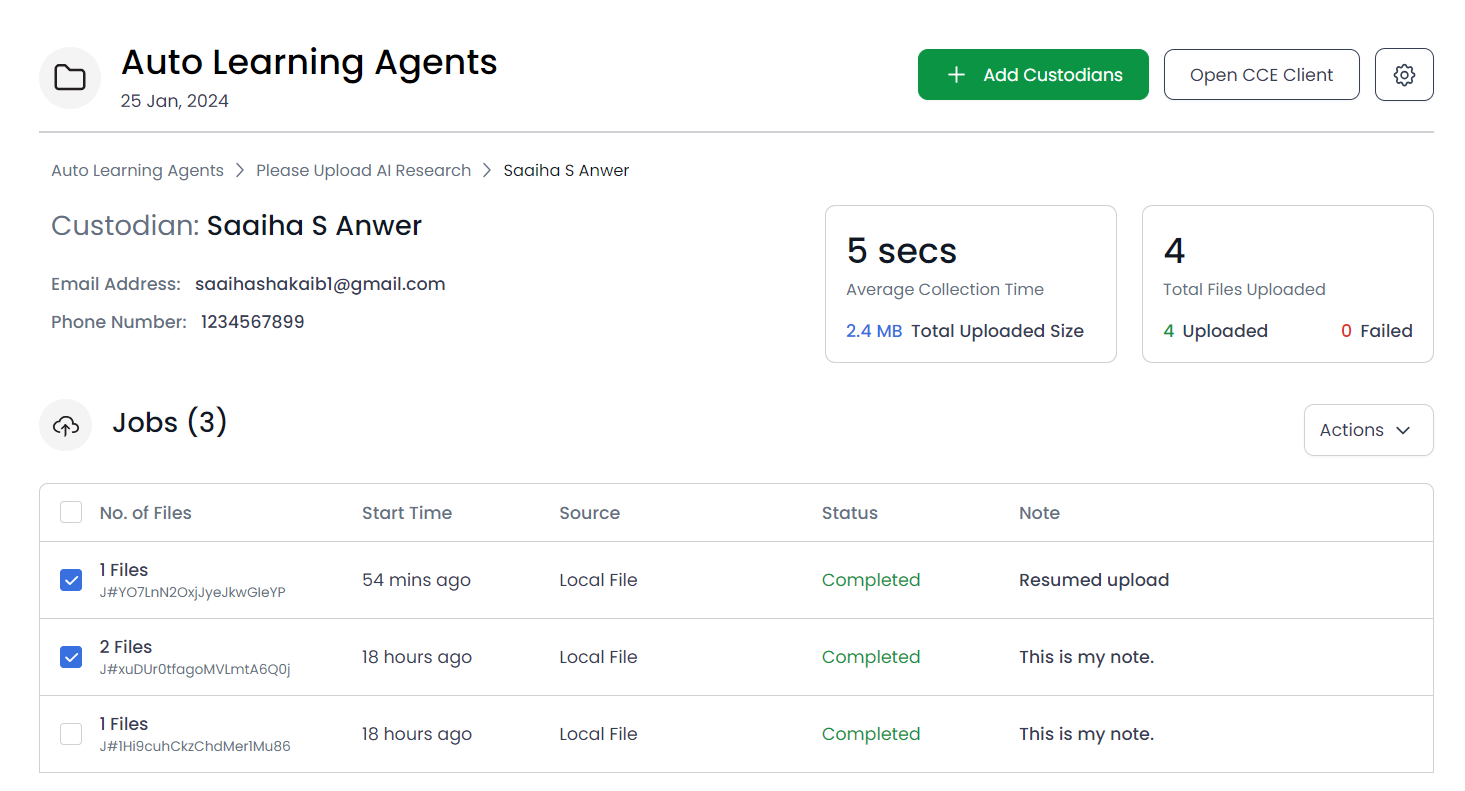 Auto Learning Agents
25 Jan, 2024
Add Custodians
Open CCE Client
Auto Learning Agents > Please Upload AI Research > Saaiha S Anwer
Custodian: Saaiha S Anwer
Email Address: saaihashakaib1@gmail.com
Phone Number: 1234567899
5 secs
Average Collection Time
2.4 MB Total Uploaded Size
4
Total Files Uploaded
4 Uploaded 0 Failed
Jobs (3)
Actions
No. of Files Start Time Source Status Note
1 Files
J#YO7LnN2OxjJyeJkwGIeYP
54 mins ago Local File Completed Resumed upload
2 Files
J#xuDUr0tfagoMVLmtA6Q0j
18 hours ago Local File Completed This is my note.
1 Files
J#1Hi9cuhCkzChdMer1Mu86
18 hours ago Local File Completed This is my note.